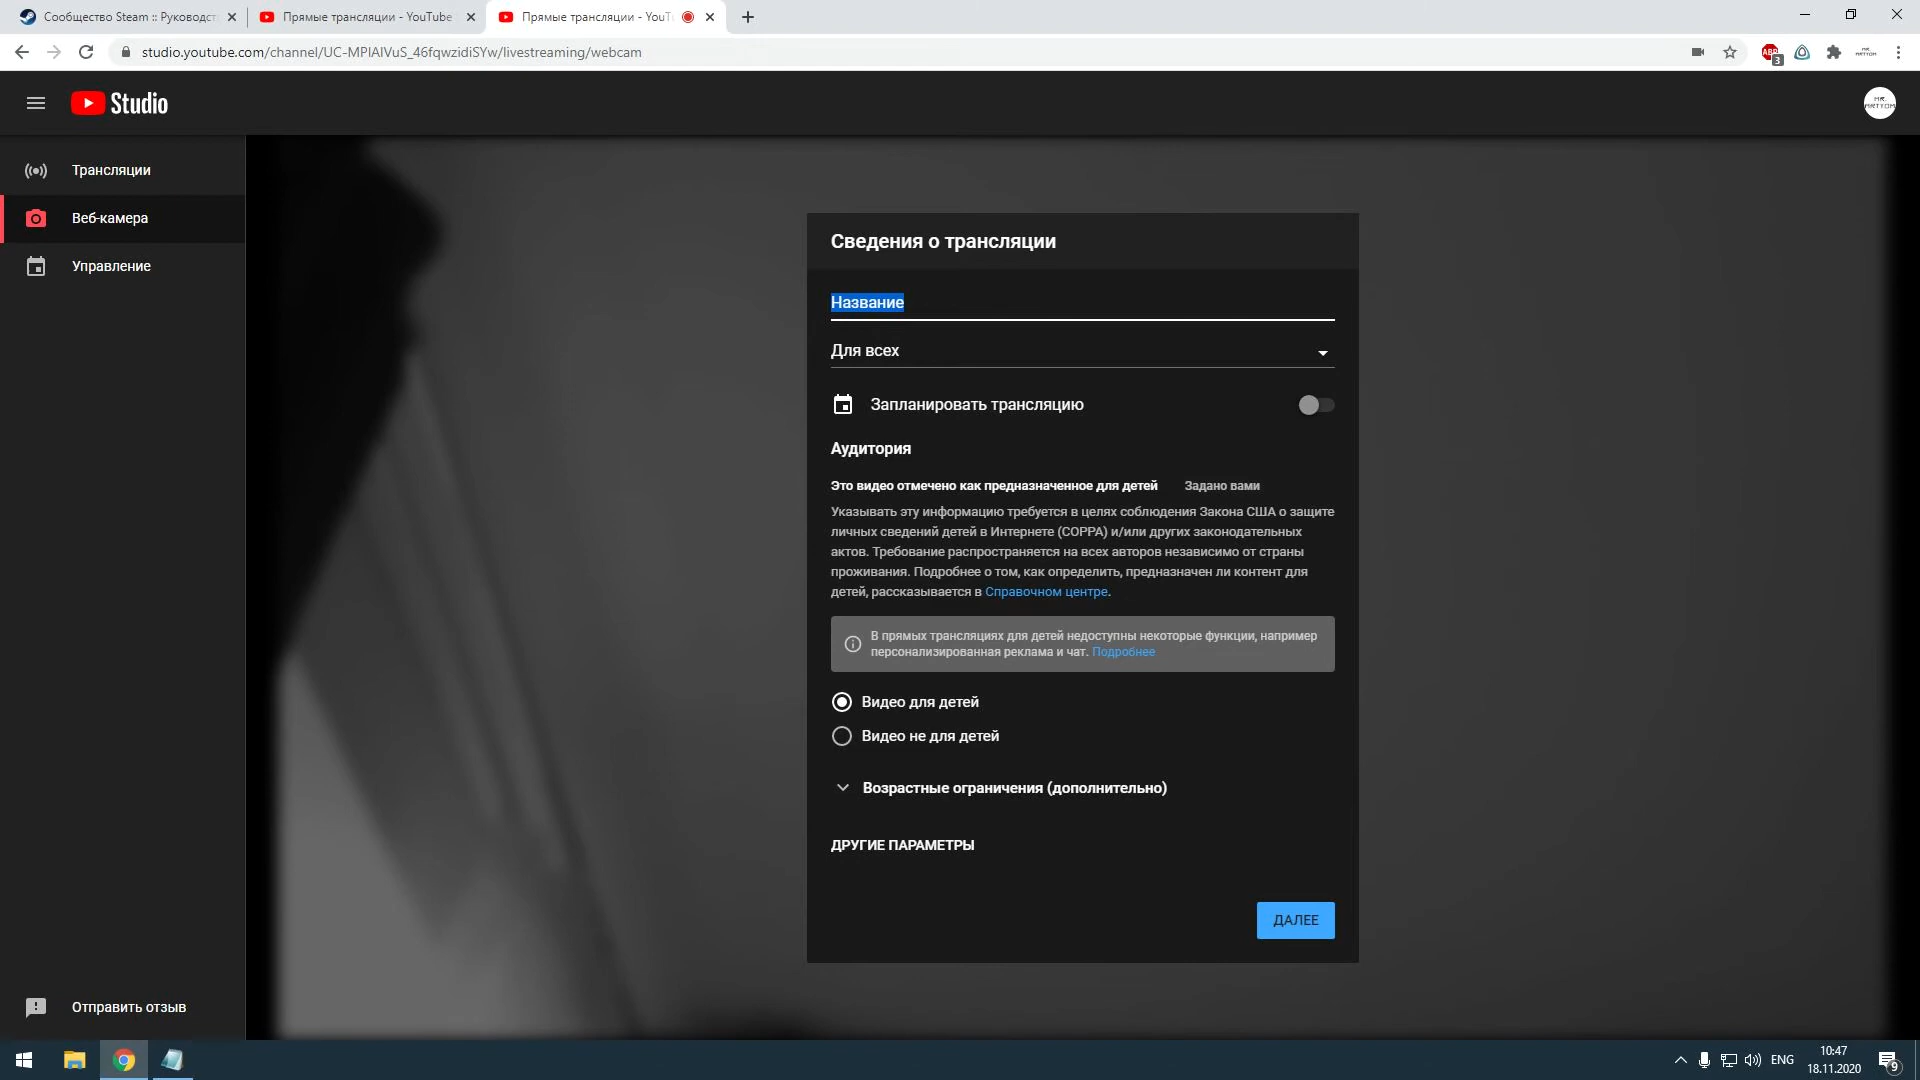 Сообщество Steam :: Руководст
Прямые трансляции - YouTube
Прямые трансляции - YouT
studio.youtube.com/channel/UC-MPIAIVuS_46fqwzidiSYw/livestreaming/webcam
ABP
3
Studio
MR.
ARTYOM
Трансляции
Веб-камера
Управление
Сведения о трансляции
Название
Для всех
Запланировать трансляцию
Аудитория
Это видео отмечено как предназначенное для детей Задано вами
Указывать эту информацию требуется в целях соблюдения Закона США о защите
личных сведений детей в Интернете (COPPA) и/или других законодательных
актов. Требование распространяется на всех авторов независимо от страны
проживания. Подробнее о том, как определить, предназначен ли контент для
детей, рассказывается в Справочном центре.
В прямых трансляциях для детей недоступны некоторые функции, например
персонализированная реклама и чат. Подробнее
Видео для детей
Видео не для детей
Возрастные ограничения (дополнительно)
ДРУГИЕ ПАРАМЕТРЫ
ДАЛЕЕ
Отправить отзыв
ENG
10:47
18.11.2020
9